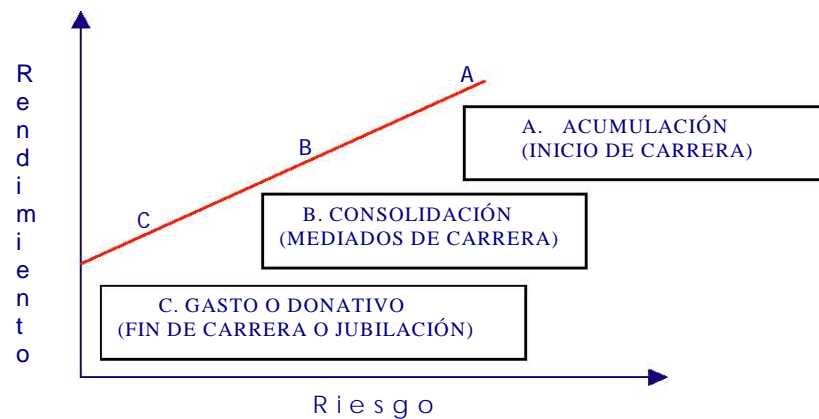 Rendimiento
A
A. ACUMULACIÓN
(INICIO DE CARRERA)
B
B. CONSOLIDACIÓN
(MEDIADOS DE CARRERA)
C
C. GASTO O DONATIVO
(FIN DE CARRERA O JUBILACIÓN)
Riesgo